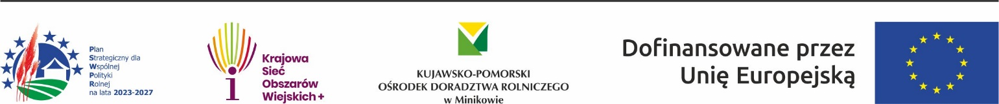 Plan
Strategiczny dla
Wspólnej
Polityki
Rolnej
na lata 2023-2027
Krajowa
Sieć
Obszarów
Wiejskich +
KUJAWSKO-POMORSKI
OŚRODEK DORADZTWA ROLNICZEGO
w Minikowie
Dofinansowane przez
Unię Europejską